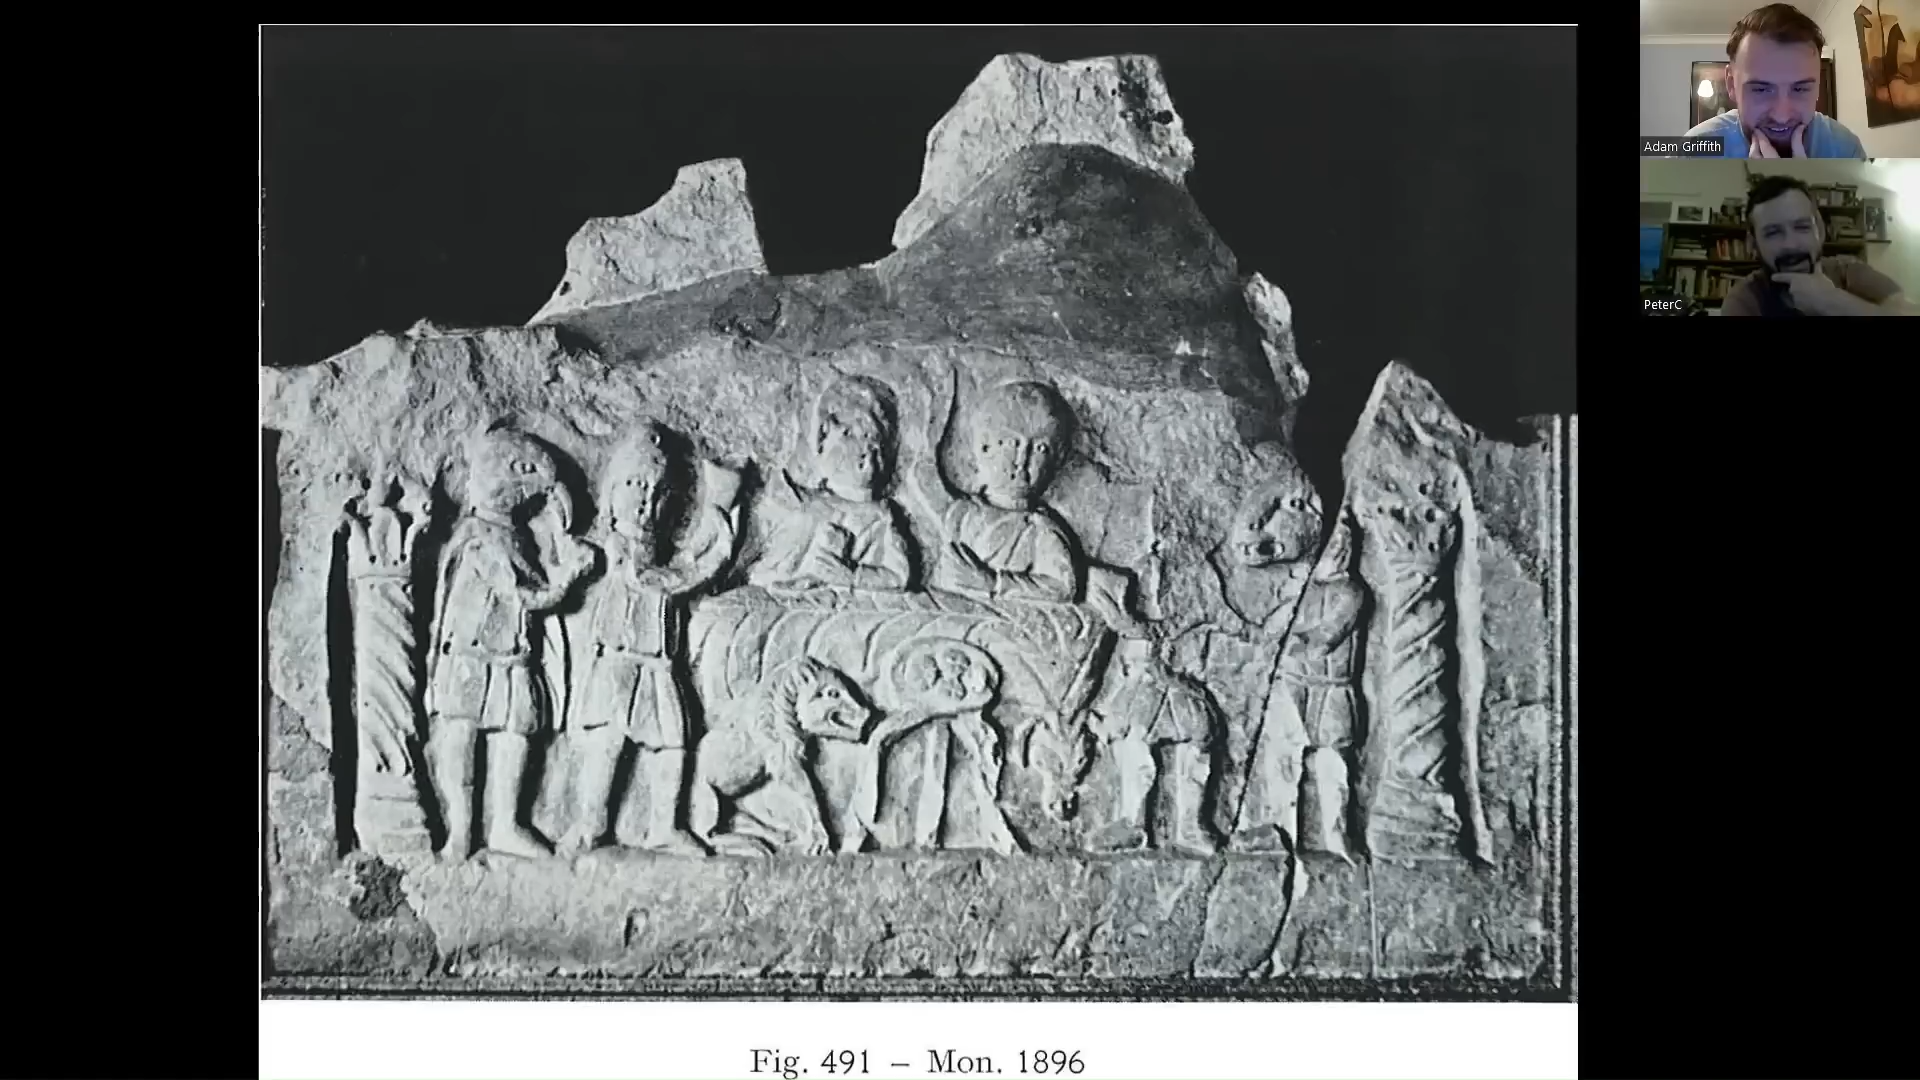 Adam Griffith
PeterC
Fig. 491 – Mon. 1896